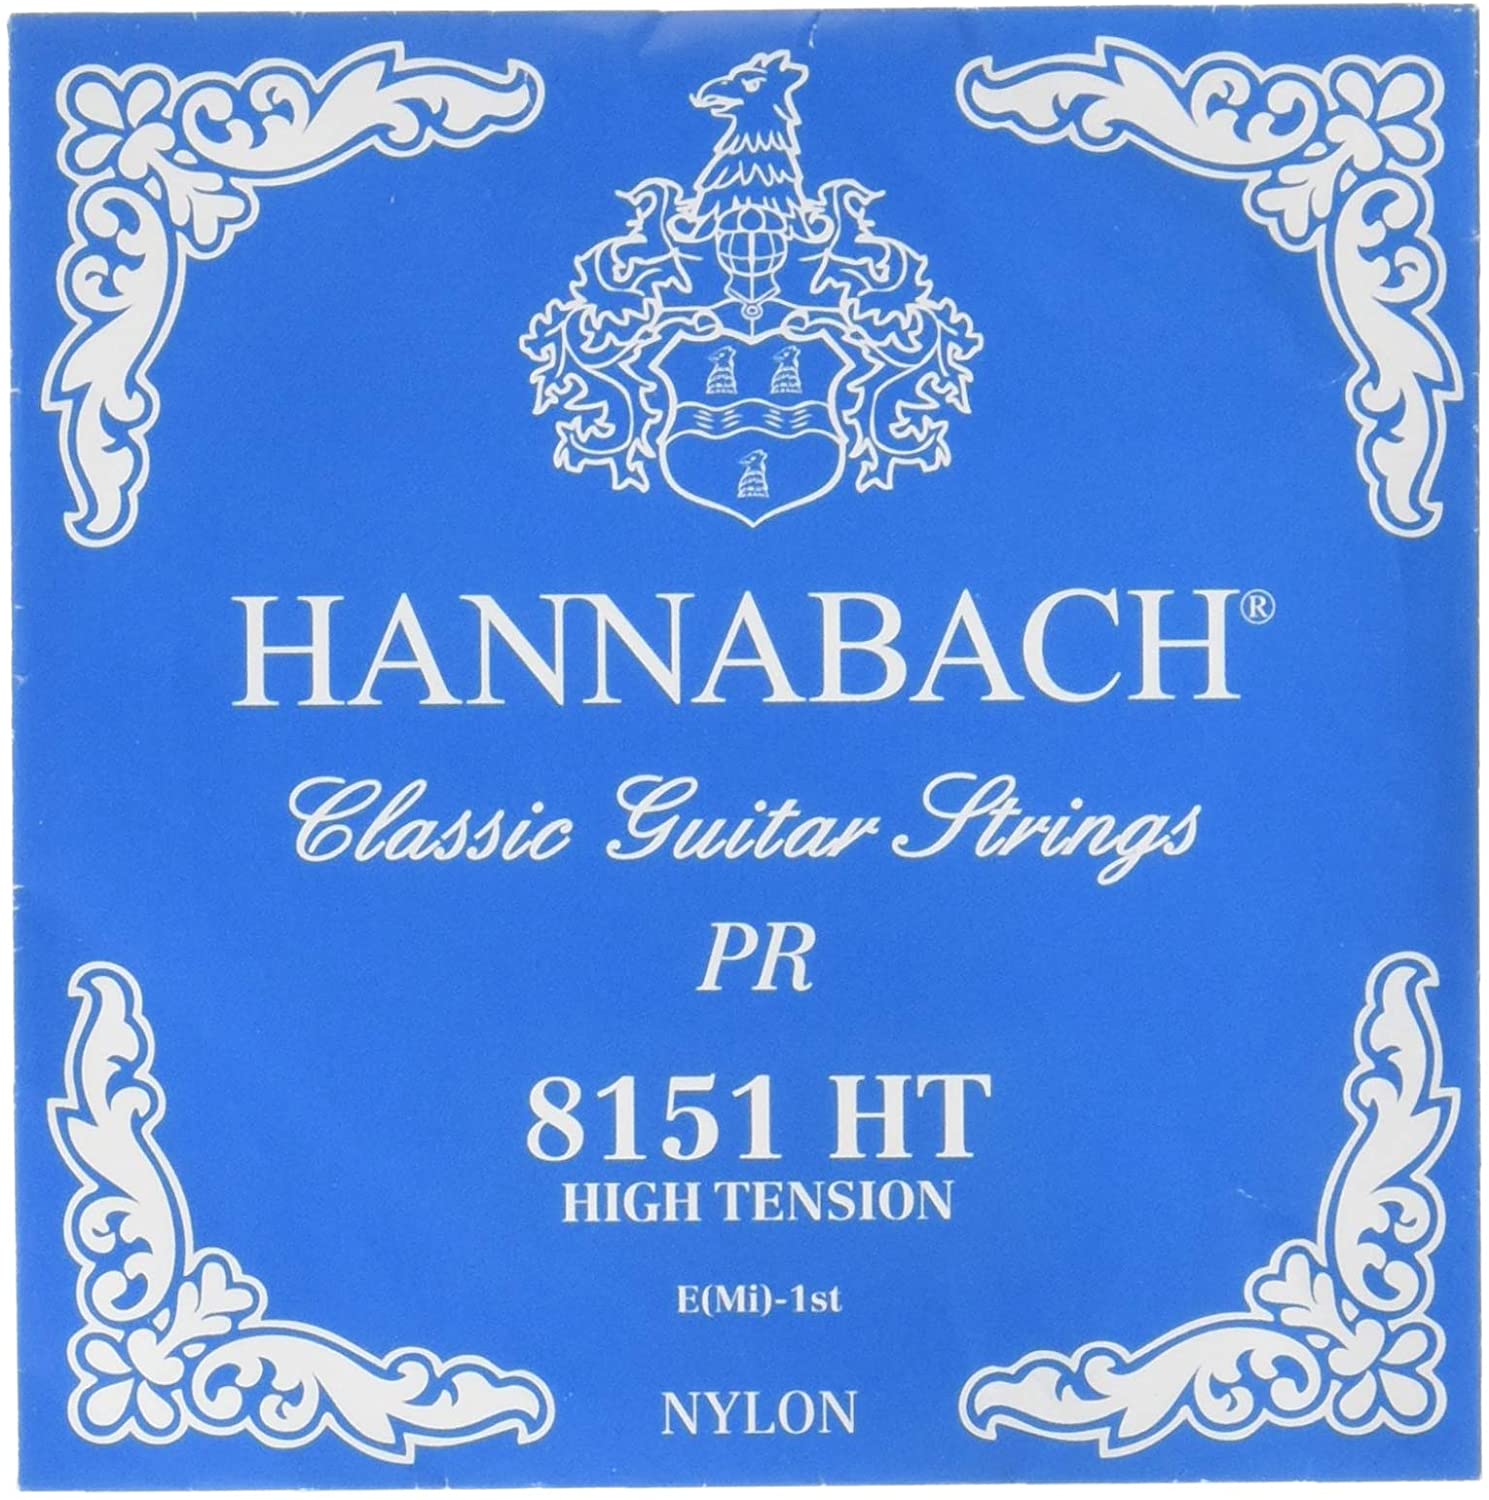 HANNABACH®
Classic Guitar Strings
PR
8151 HT
HIGH TENSION
E(Mi)-1st
NYLON